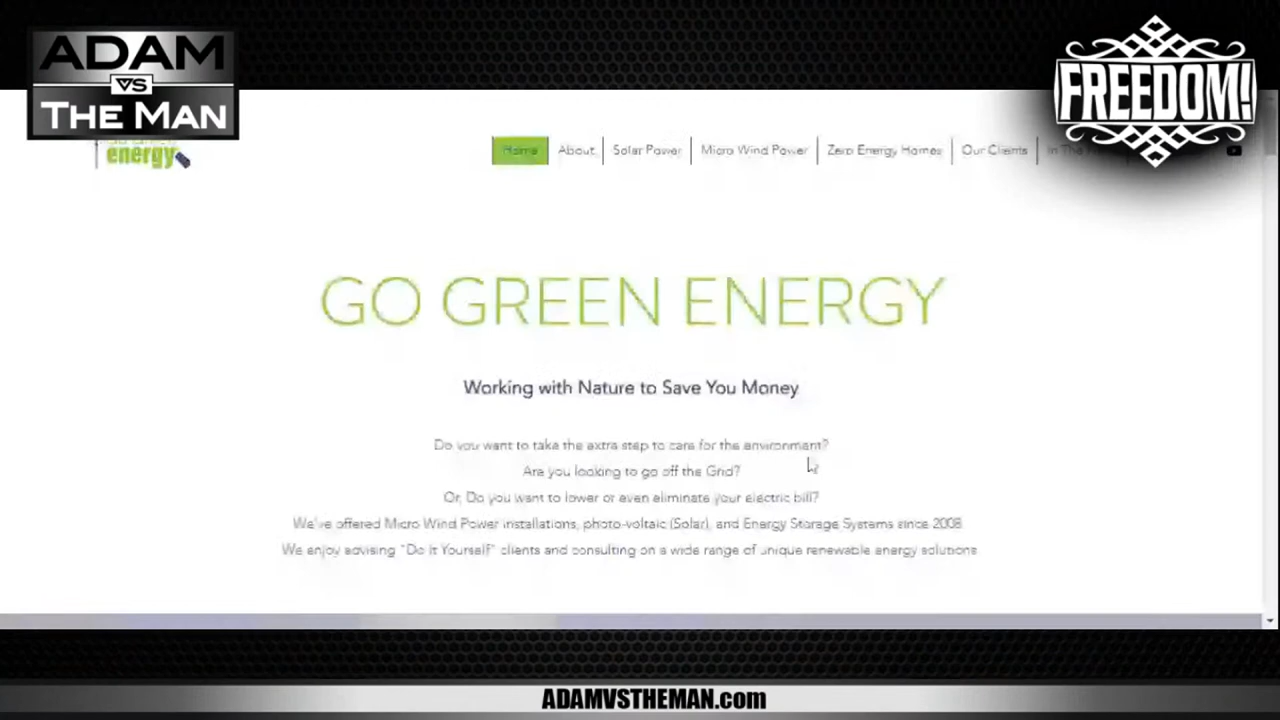 ADAM
VS
THE MAN
FREEDOM!
energy
Home
About
Solar Power
Micro Wind Power
Zero Energy Homes
Our Clients
In The
GO GREEN ENERGY
Working with Nature to Save You Money
Do you want to take the extra step to care for the environment?
Are you looking to go off the Grid?
Or, Do you want to lower or even eliminate your electric bill?
We've offered Micro Wind Power installations, photo-voltaic (Solar), and Energy Storage Systems since 2008
We enjoy advising "Do It Yourself" clients and consulting on a wide range of unique renewable energy solutions
ADAMVSTHEMAN.com